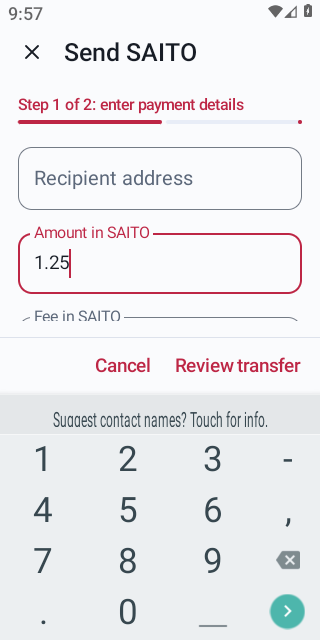 9:57
Send SAITO
Step 1 of 2: enter payment details
Recipient address
Amount in SAITO
1.25
Fee in SAITO
Cancel
Review transfer
Suggest contact names? Touch for info.
1 2 3 -
4 5 6 ,
7 8 9
. 0 _